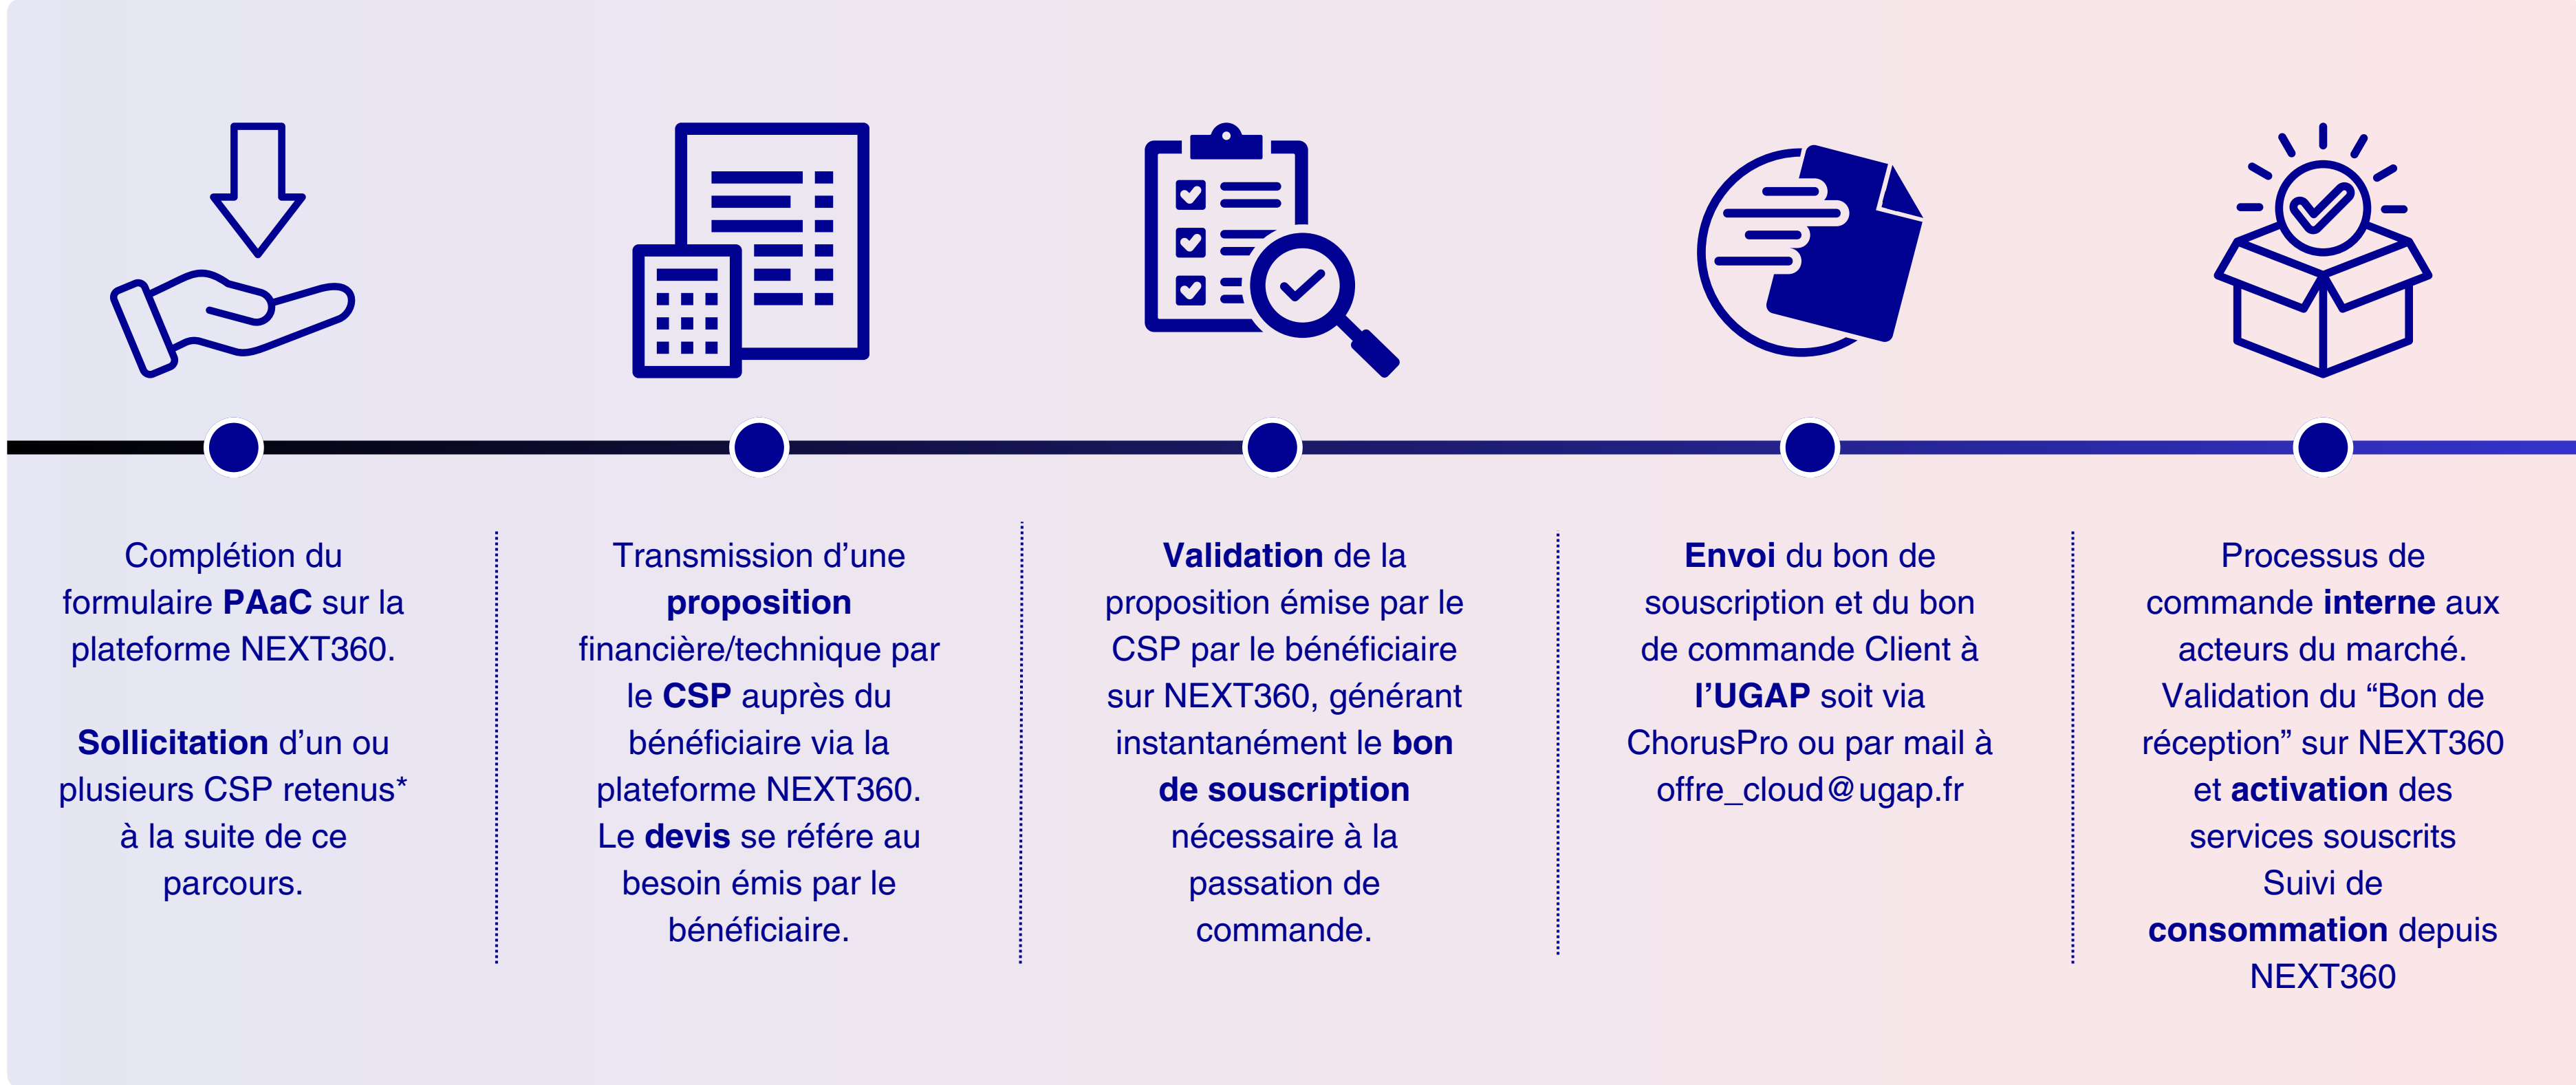 Complétion du
formulaire PAaC sur la
plateforme NEXT360.
Sollicitation d’un ou
plusieurs CSP retenus*
à la suite de ce
parcours.
Transmission d’une
proposition
financière/technique par
le CSP auprès du
bénéficiaire via la
plateforme NEXT360.
Le devis se référe au
besoin émis par le
bénéficiaire.
Validation de la
proposition émise par le
CSP par le bénéficiaire
sur NEXT360, générant
instantanément le bon
de souscription
nécessaire à la
passation de
commande.
Envoi du bon de
souscription et du bon
de commande Client à
l’UGAP soit via
ChorusPro ou par mail à
offre_cloud@ugap.fr
Processus de
commande interne aux
acteurs du marché.
Validation du “Bon de
réception” sur NEXT360
et activation des
services souscrits
Suivi de
consommation depuis
NEXT360